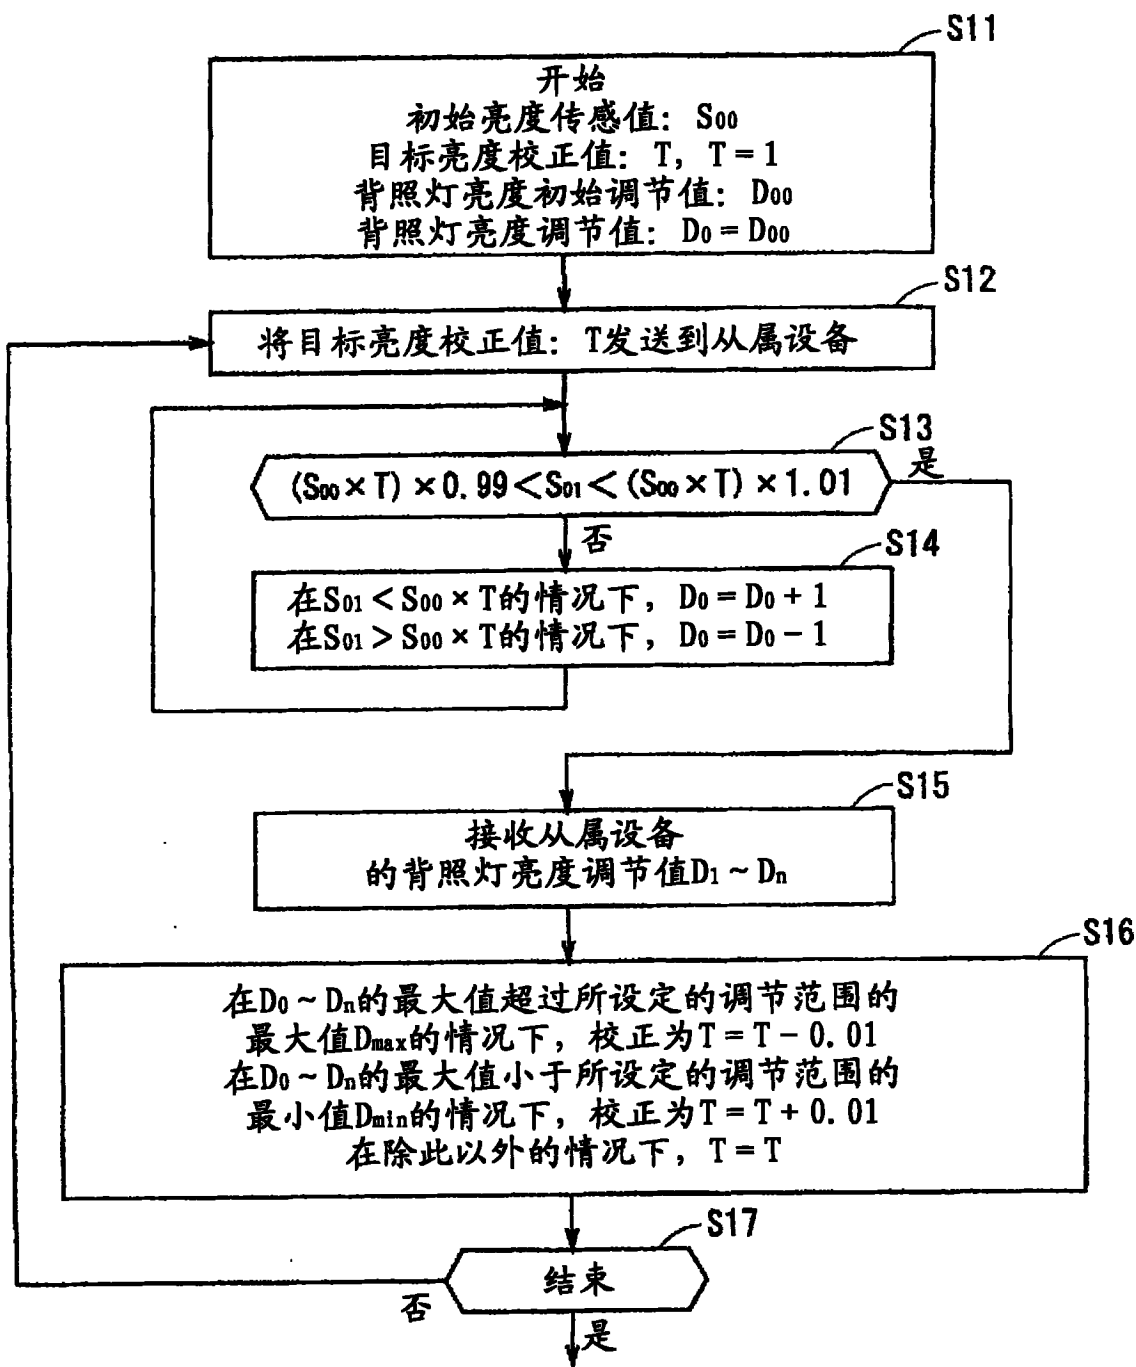 S11
开始
初始亮度传感值: S00
目标亮度校正值: T, T = 1
背照灯亮度初始调节值: D00
背照灯亮度调节值: D0 = D00
S12
将目标亮度校正值: T发送到从属设备
S13
(S00×T)×0.99<S01<(S00×T)×1.01
是
否
S14
在S01 < S00 × T的情况下, D0 = D0 + 1
在S01 > S00 × T的情况下, D0 = D0 - 1
S15
接收从属设备
的背照灯亮度调节值D1 ~ Dn
S16
在D0 ~ Dn的最大值超过所设定的调节范围的
最大值Dmax的情况下, 校正为T = T - 0.01
在D0 ~ Dn的最大值小于所设定的调节范围的
最小值Dmin的情况下, 校正为T = T + 0.01
在除此以外的情况下, T = T
S17
结束
否
是